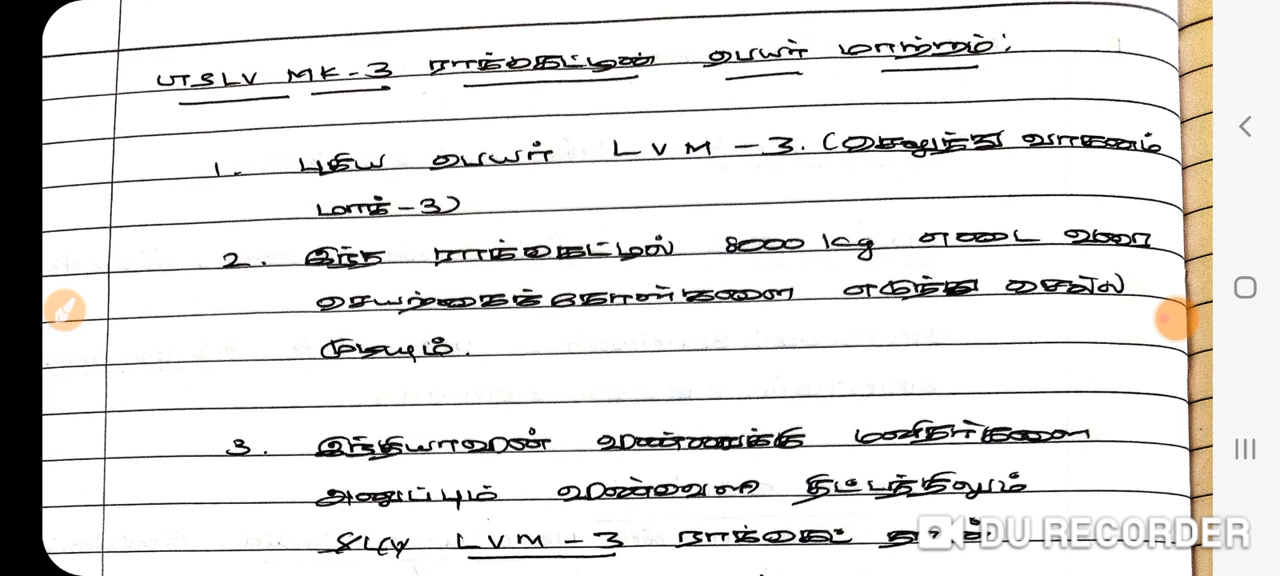 GSLV MK-3 ராக்கெட்டின் பெயர் மாற்றம்:
1. புதிய பெயர் LVM-3. (செலுத்து வாகனம்
மார்க்-3)
2. இந்த ராக்கெட்டில் 8000 kg எடை வரை
செயற்கைக்கோள்களை எடுத்து செல்ல
முடியும்.
3. இந்தியாவின் விண்ணுக்கு மனிதர்களை
அனுப்பும் விண்வெளி திட்டத்திலும்
LVM-3 ராக்கெட்
DU RECORDER